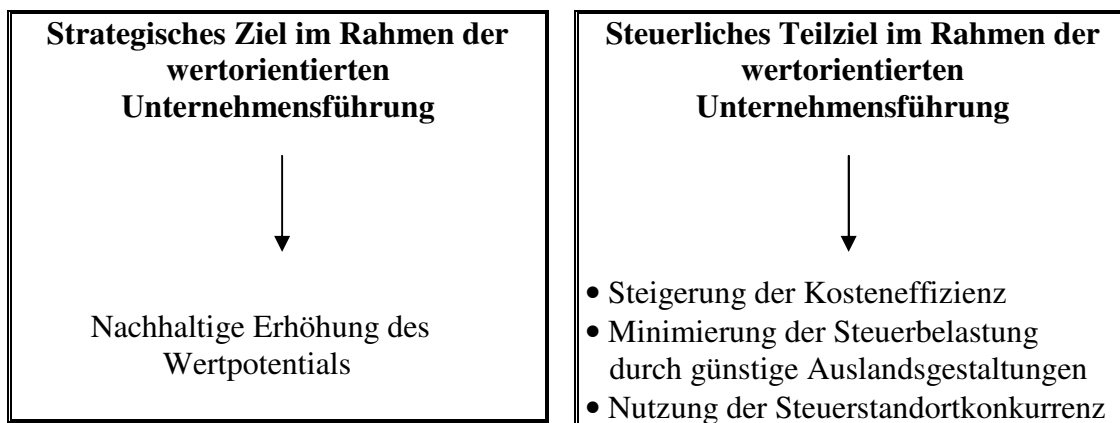 Strategisches Ziel im Rahmen der
wertorientierten
Unternehmensführung
Nachhaltige Erhöhung des
Wertpotentials
Steuerliches Teilziel im Rahmen der
wertorientierten
Unternehmensführung
• Steigerung der Kosteneffizienz
• Minimierung der Steuerbelastung
durch günstige Auslandsgestaltungen
• Nutzung der Steuerstandortkonkurrenz